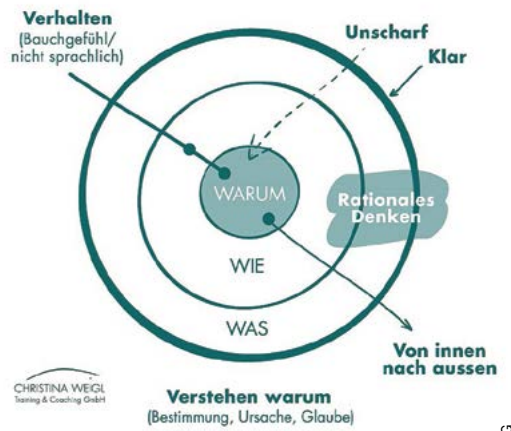 Verhalten
(Bauchgefühl/
nicht sprachlich)
Unscharf
Klar
WARUM
Rationales
Denken
WIE
WAS
Von innen
nach aussen
CHRISTINA WEIGL
Training & Coaching GmbH
Verstehen warum
(Bestimmung, Ursache, Glaube)